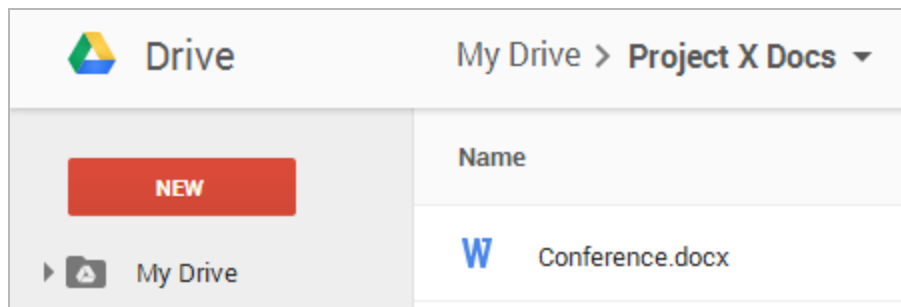 Drive
My Drive > Project X Docs
NEW
My Drive
Name
W Conference.docx